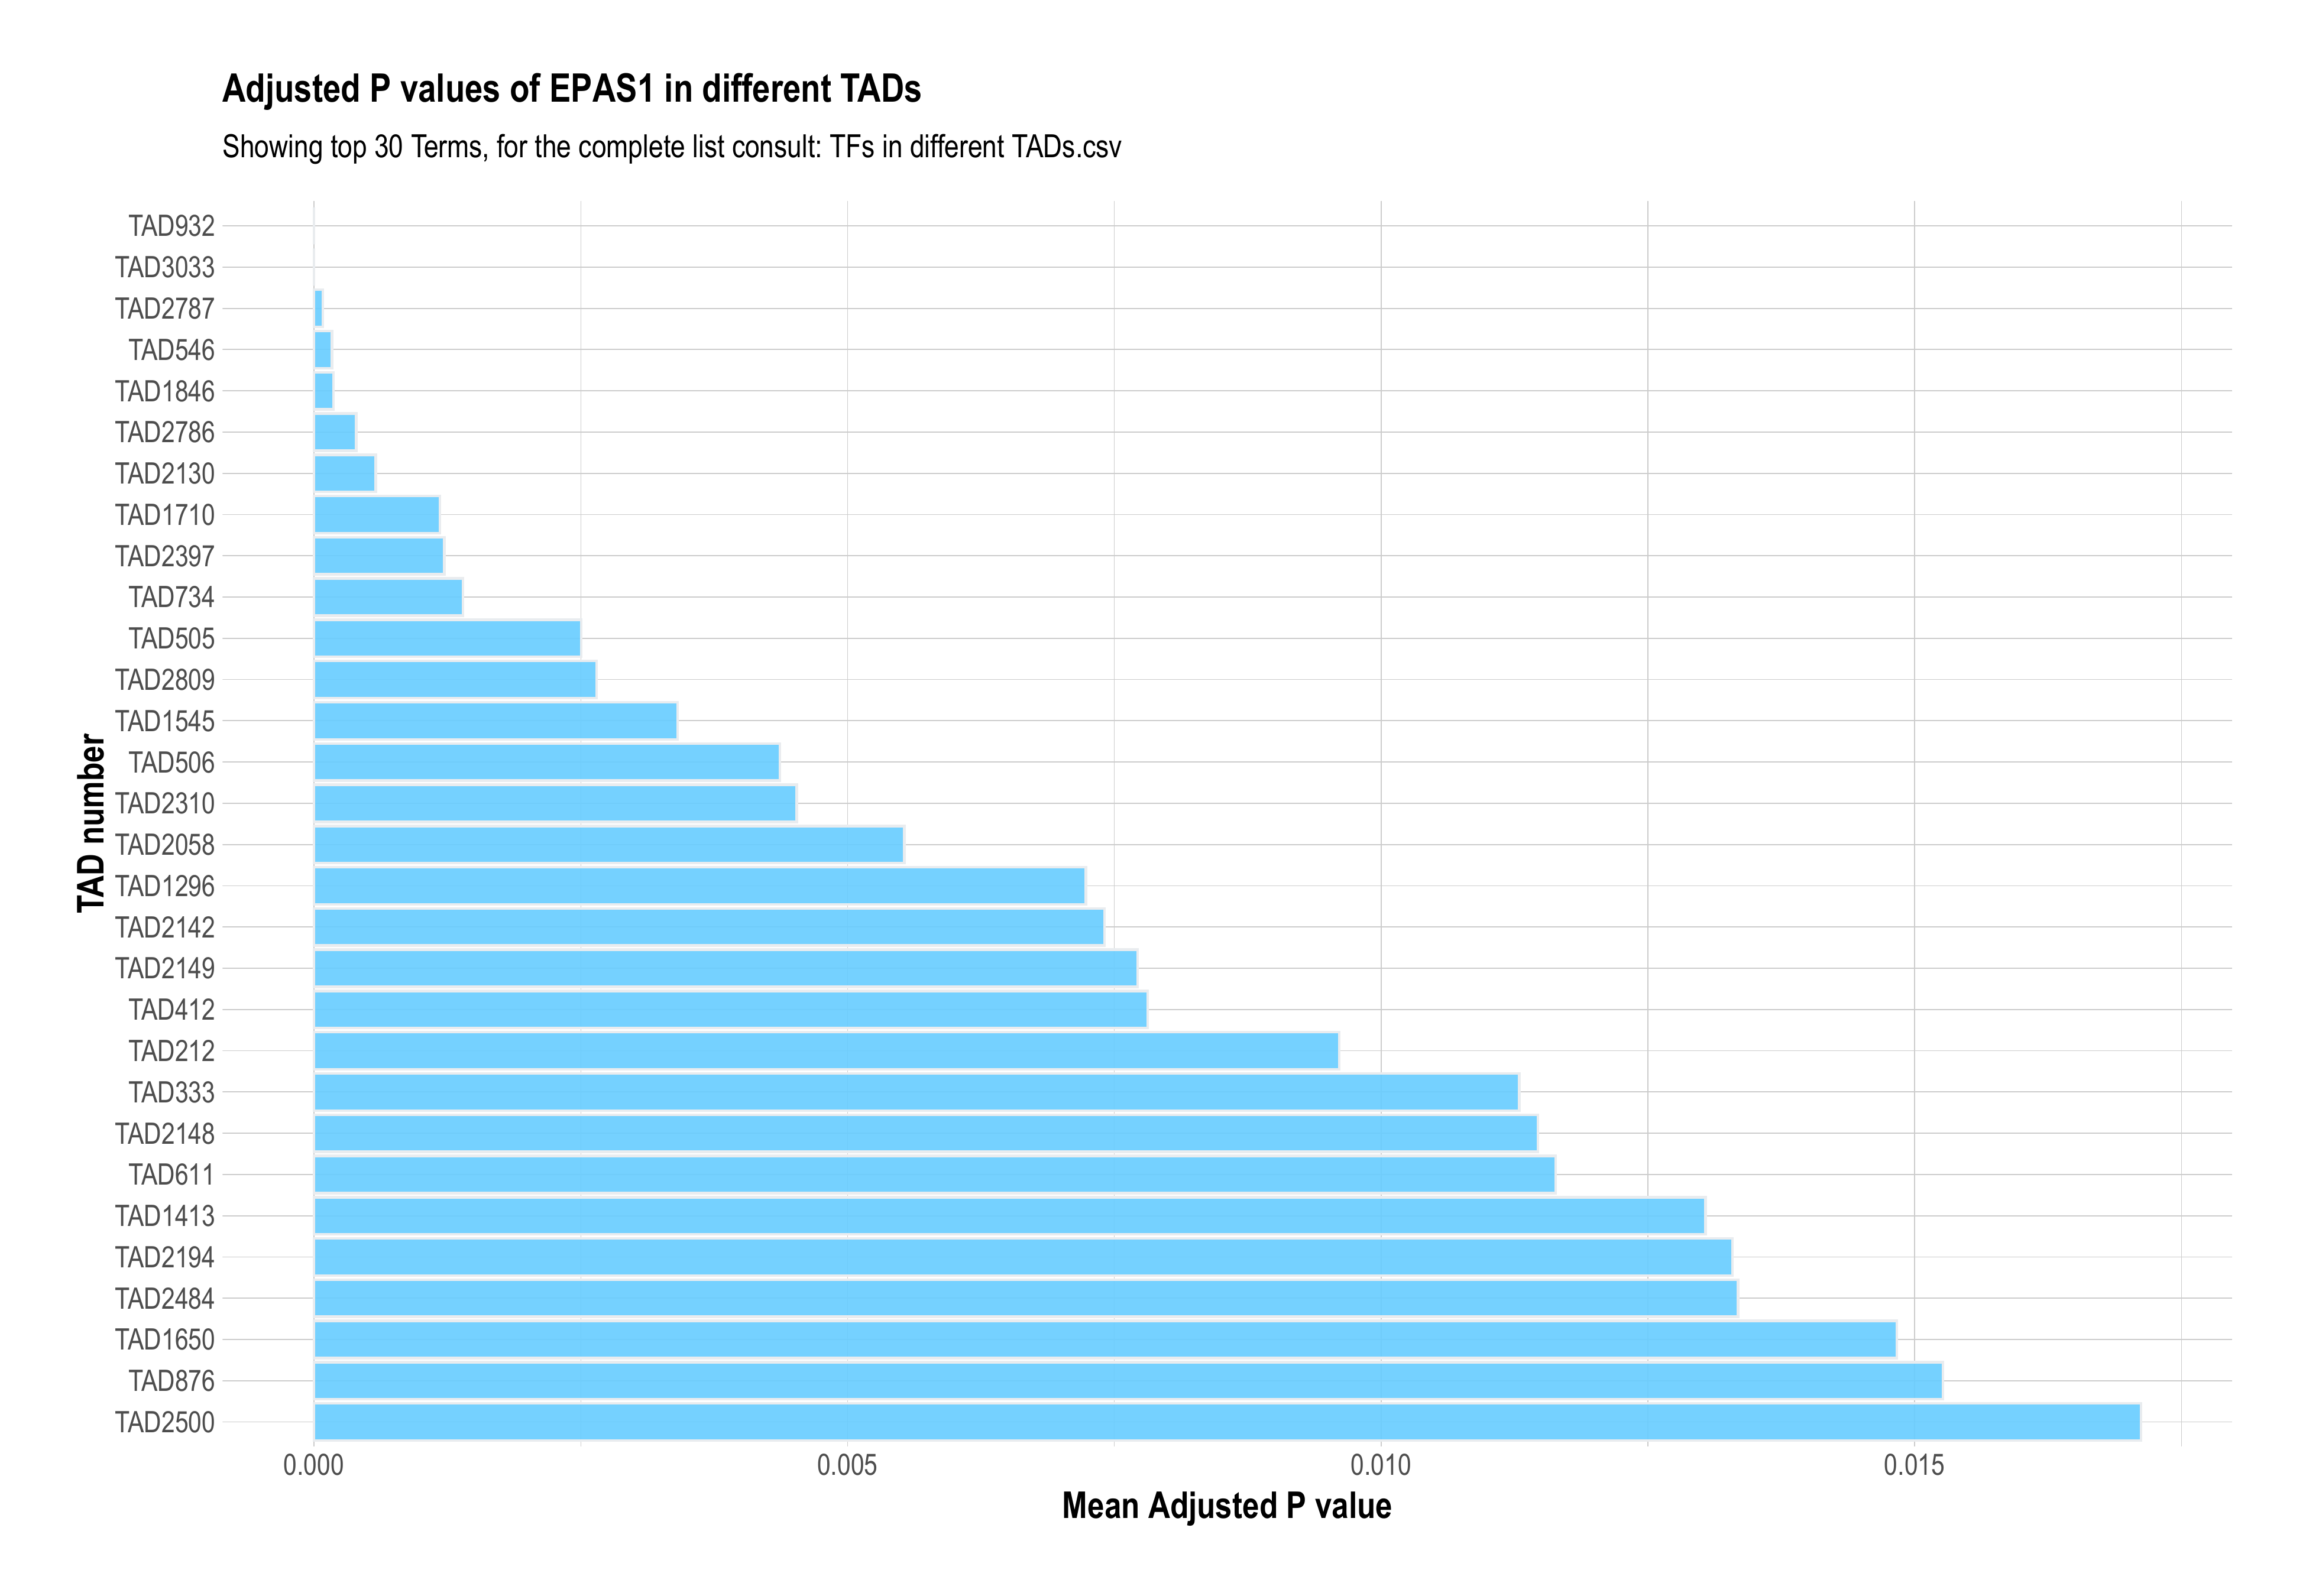 Adjusted P values of EPAS1 in different TADs
Showing top 30 Terms, for the complete list consult: TFs in different TADs.csv
TAD number
TAD932
TAD3033
TAD2787
TAD546
TAD1846
TAD2786
TAD2130
TAD1710
TAD2397
TAD734
TAD505
TAD2809
TAD1545
TAD506
TAD2310
TAD2058
TAD1296
TAD2142
TAD2149
TAD412
TAD212
TAD333
TAD2148
TAD611
TAD1413
TAD2194
TAD2484
TAD1650
TAD876
TAD2500
0.000 0.005 0.010 0.015
Mean Adjusted P value